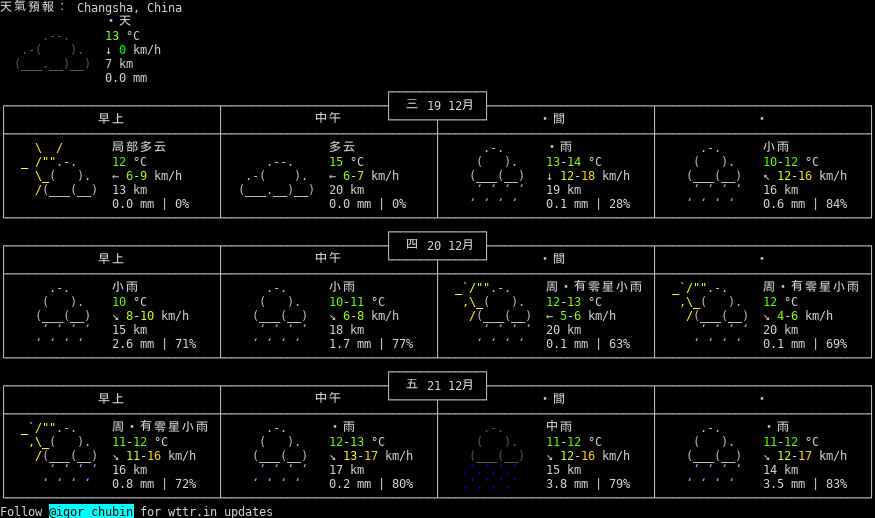 天氣預報： Changsha, China
・天
13 °C
↓ 0 km/h
7 km
0.0 mm
三 19 12月
早上 中午 ・間 ・
局部多云 多云 ・雨 小雨
12 °C 15 °C 13-14 °C 10-12 °C
← 6-9 km/h ← 6-7 km/h ↓ 12-18 km/h ↖ 12-16 km/h
13 km 20 km 19 km 16 km
0.0 mm | 0% 0.0 mm | 0% 0.1 mm | 28% 0.6 mm | 84%
四 20 12月
早上 中午 ・間 ・
小雨 小雨 周・有零星小雨 周・有零星小雨
10 °C 10-11 °C 12-13 °C 12 °C
↘ 8-10 km/h ↘ 6-8 km/h ← 5-6 km/h ↘ 4-6 km/h
15 km 18 km 20 km 20 km
2.6 mm | 71% 1.7 mm | 77% 0.1 mm | 63% 0.1 mm | 69%
五 21 12月
早上 中午 ・間 ・
周・有零星小雨 ・雨 中雨 ・雨
11-12 °C 12-13 °C 11-12 °C 11-12 °C
↘ 11-16 km/h ↘ 13-17 km/h ↘ 12-16 km/h ↘ 12-17 km/h
16 km 17 km 15 km 14 km
0.8 mm | 72% 0.2 mm | 80% 3.8 mm | 79% 3.5 mm | 83%
Follow @igor_chubin for wttr.in updates